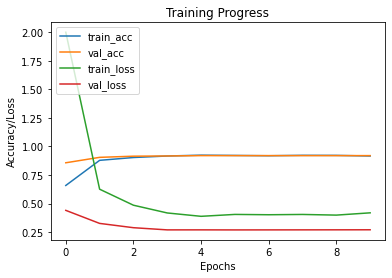 Training Progress
train_acc
val_acc
train_loss
val_loss
2.00
1.75
1.50
1.25
1.00
0.75
0.50
0.25
Accuracy/Loss
0 2 4 6 8
Epochs